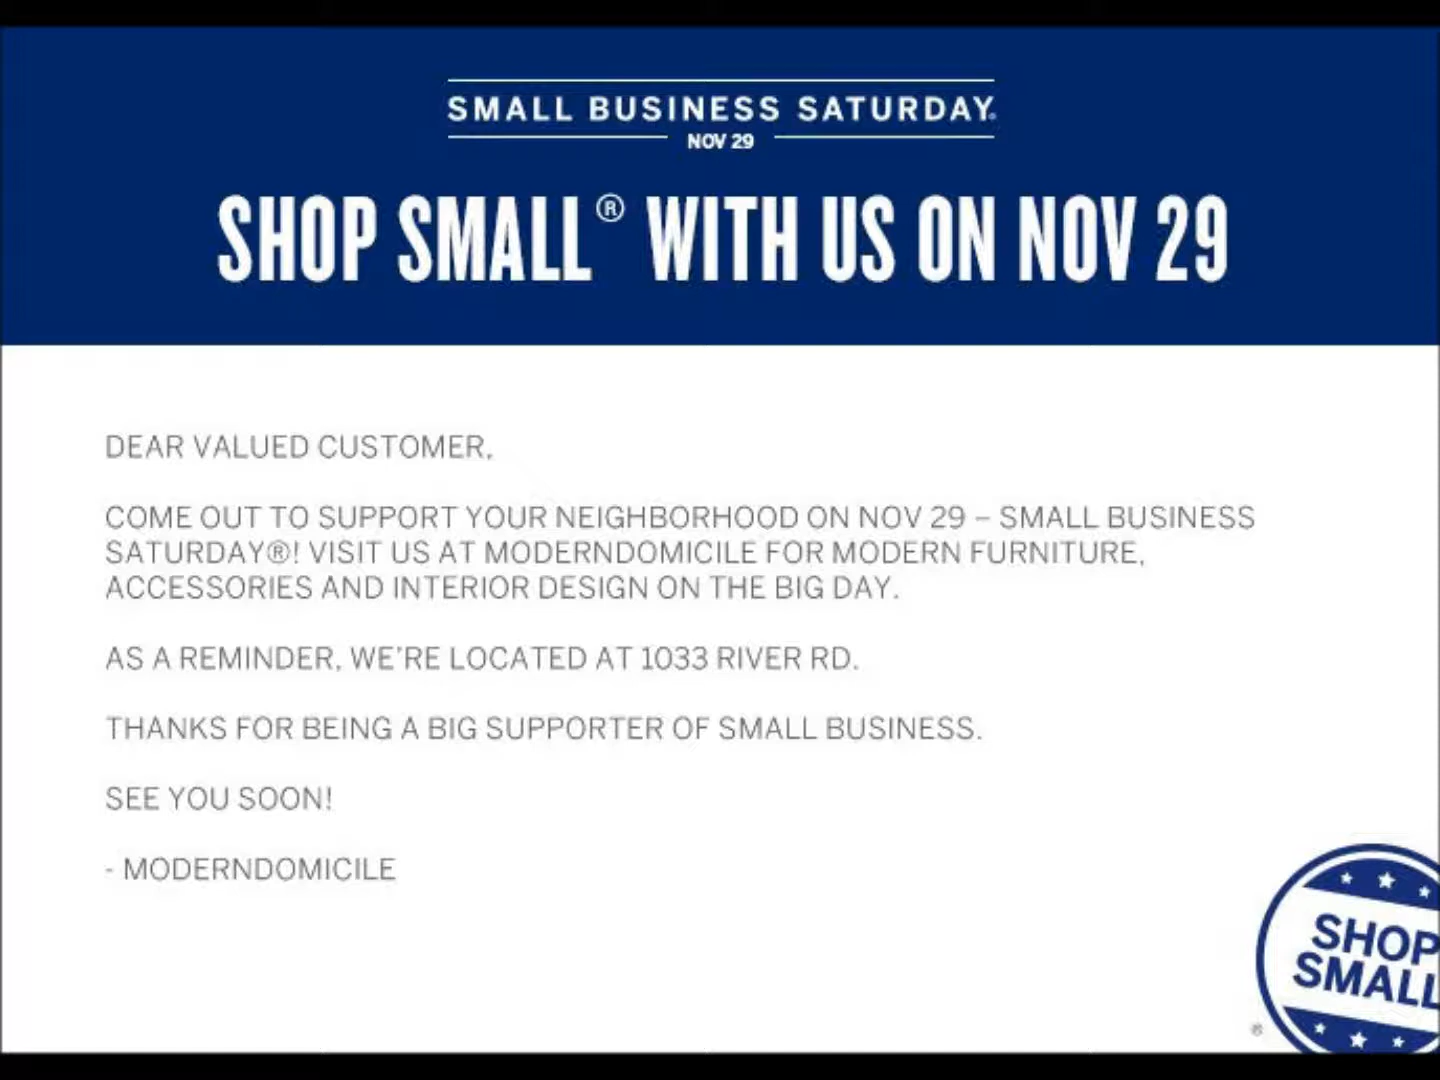 SMALL BUSINESS SATURDAY®
NOV 29
SHOP SMALL® WITH US ON NOV 29
DEAR VALUED CUSTOMER,
COME OUT TO SUPPORT YOUR NEIGHBORHOOD ON NOV 29 – SMALL BUSINESS
SATURDAY®! VISIT US AT MODERNDOMICILE FOR MODERN FURNITURE,
ACCESSORIES AND INTERIOR DESIGN ON THE BIG DAY.
AS A REMINDER, WE'RE LOCATED AT 1033 RIVER RD.
THANKS FOR BEING A BIG SUPPORTER OF SMALL BUSINESS.
SEE YOU SOON!
- MODERNDOMICILE
SHOP
SMALL
®